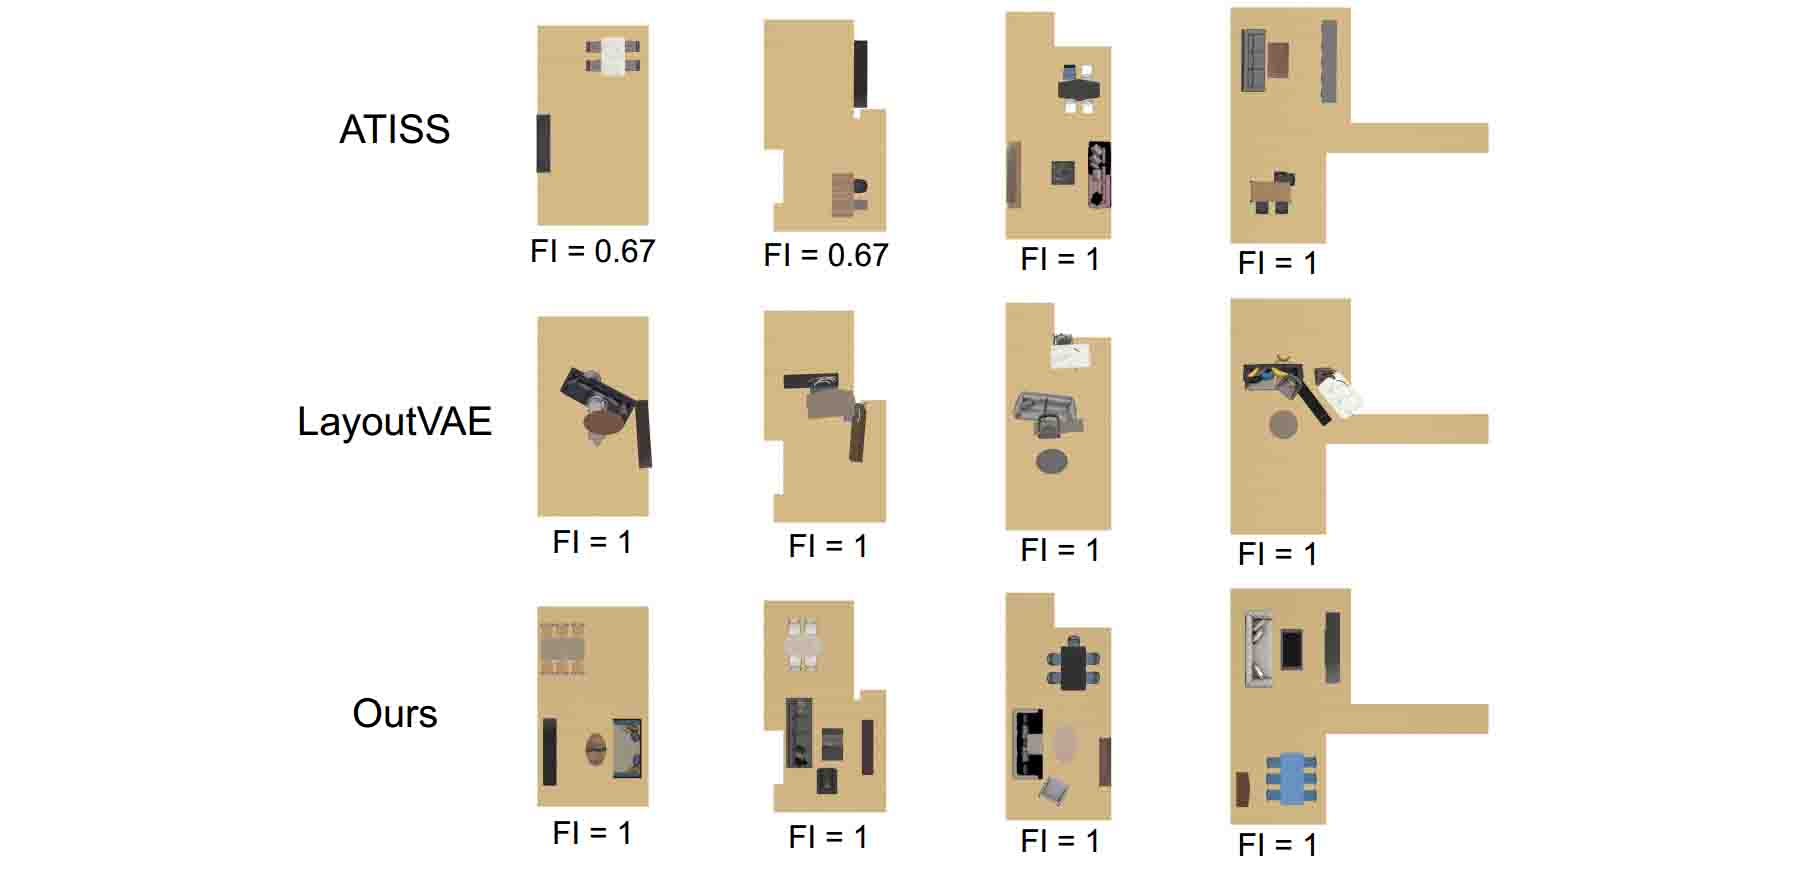 ATISS
FI = 0.67
FI = 0.67
FI = 1
FI = 1
LayoutVAE
FI = 1
FI = 1
FI = 1
FI = 1
Ours
FI = 1
FI = 1
FI = 1
FI = 1